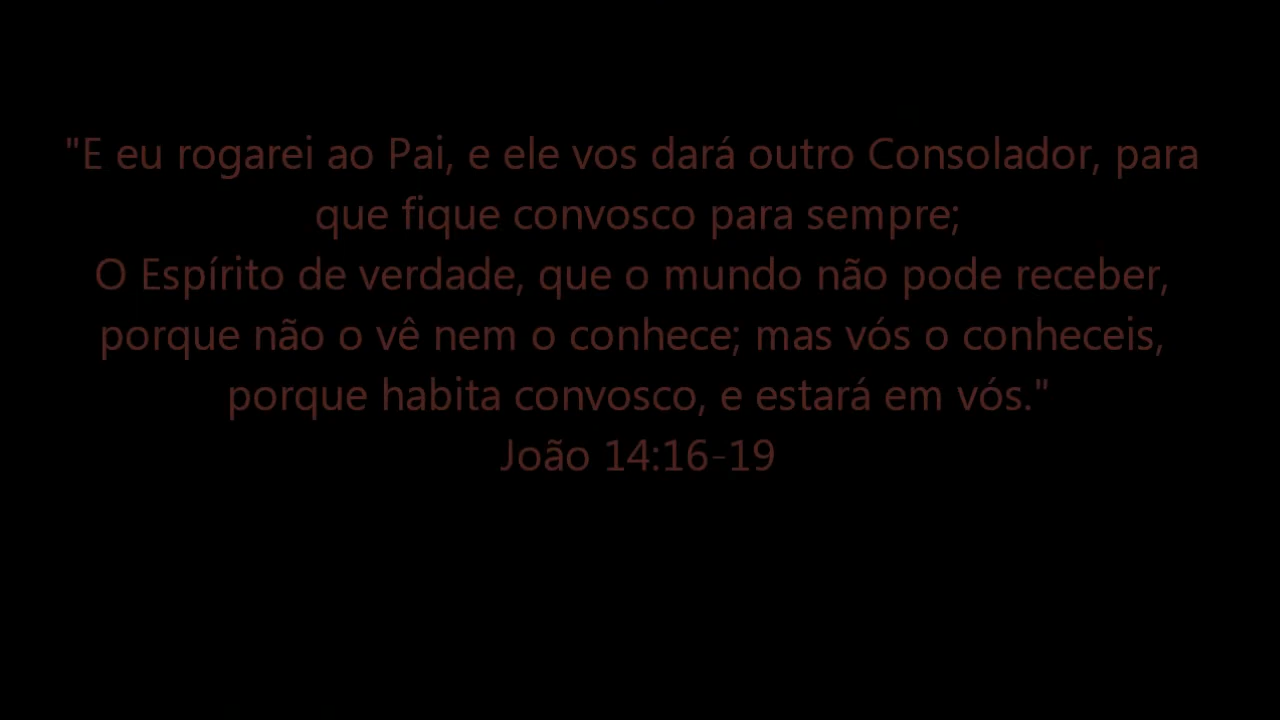 "E eu rogarei ao Pai, e ele vos dará outro Consolador, para
que fique convosco para sempre;
O Espírito de verdade, que o mundo não pode receber,
porque não o vê nem o conhece; mas vós o conheceis,
porque habita convosco, e estará em vós."
João 14:16-19